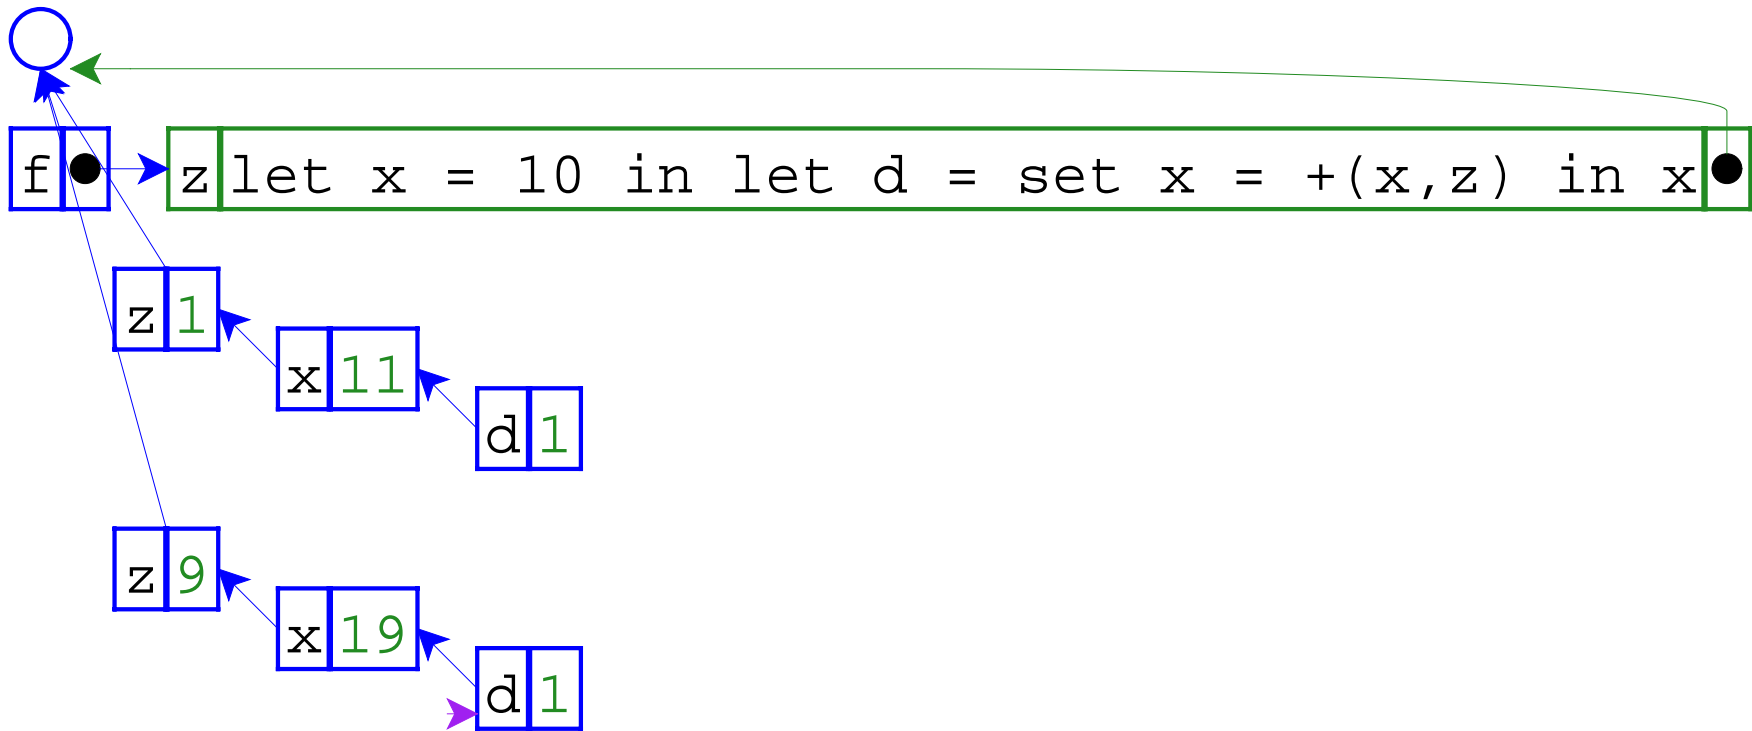 f z let x = 10 in let d = set x = +(x,z) in x
z 1
x 11
d 1
z 9
x 19
d 1